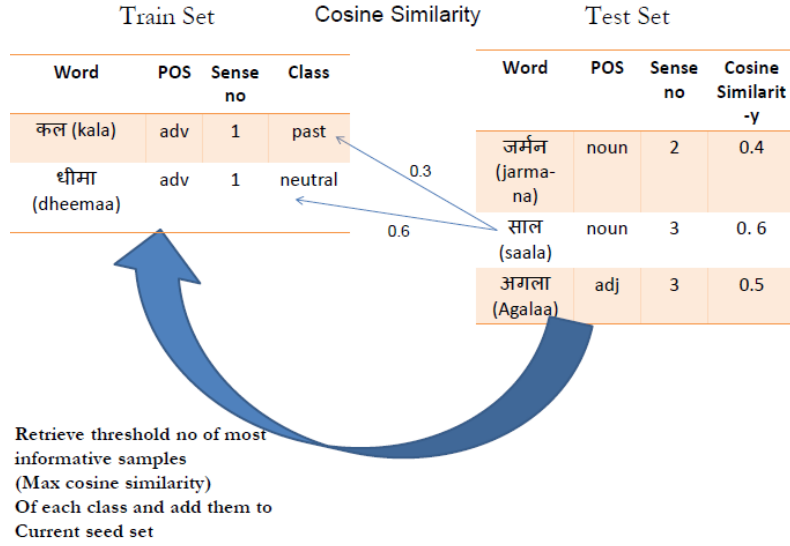 Train Set
Cosine Similarity
Test Set
Word POS Sense Class
no
कल (kala) adv 1 past
धीमा adv 1 neutral
(dheemaa)
0.3
0.6
Word POS Sense Cosine
no Similarit
-y
जर्मन noun 2 0.4
(jarma-
na)
साल noun 3 0. 6
(saala)
अगला adj 3 0.5
(Agalaa)
Retrieve threshold no of most
informative samples
(Max cosine similarity)
Of each class and add them to
Current seed set